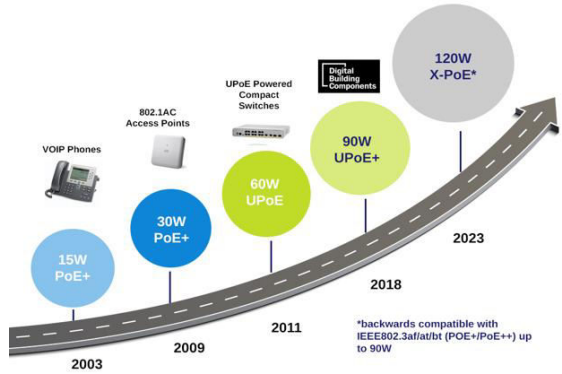 VOIP Phones
15W
PoE+
2003
802.1AC
Access Points
30W
PoE+
2009
UPoE Powered
Compact
Switches
60W
UPoE
2011
Digital
Building
Components
90W
UPoE+
2018
120W
X-PoE*
2023
*backwards compatible with
IEEE802.3af/at/bt (POE+/PoE++) up
to 90W